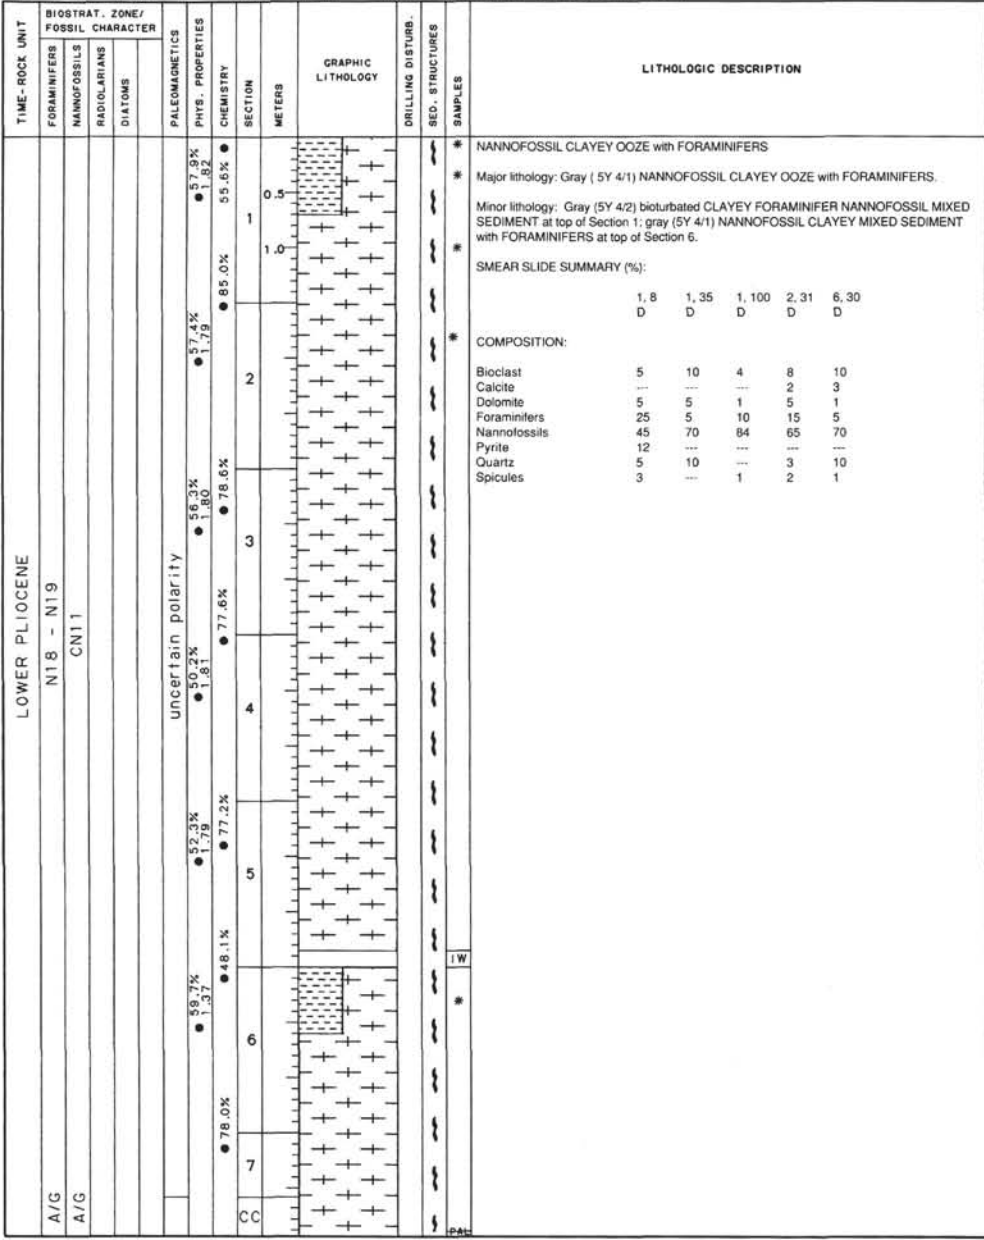 TIME-ROCK UNIT
BIOSTRAT. ZONE/
FOSSIL CHARACTER
FORAMINIFERS
NANNOFOSSILS
RADIOLARIANS
DIATOMS
PALEOMAGNETICS
PHYS. PROPERTIES
CHEMISTRY
SECTION
METERS
GRAPHIC
LITHOLOGY
DRILLING DISTURB.
SED. STRUCTURES
SAMPLES
LITHOLOGIC DESCRIPTION
LOWER PLIOCENE
N18 - N19
A/G
CN11
A/G
uncertain polarity
57.9%
1.82
57.4%
1.79
56.3%
1.80
50.2%
1.81
52.3%
1.79
59.7%
1.37
55.6%
85.0%
78.6%
77.6%
77.2%
48.1%
78.0%
1
2
3
4
5
6
7
CC
0.5
1.0
*
*
*
*
IW
*
PAL
NANNOFOSSIL CLAYEY OOZE with FORAMINIFERS
Major lithology: Gray ( 5Y 4/1) NANNOFOSSIL CLAYEY OOZE with FORAMINIFERS.
Minor lithology: Gray (5Y 4/2) bioturbated CLAYEY FORAMINIFER NANNOFOSSIL MIXED
SEDIMENT at top of Section 1; gray (5Y 4/1) NANNOFOSSIL CLAYEY MIXED SEDIMENT
with FORAMINIFERS at top of Section 6.
SMEAR SLIDE SUMMARY (%):
1, 8 1, 35 1, 100 2, 31 6, 30
D D D D D
COMPOSITION:
Bioclast 5 10 4 8 10
Calcite --- --- --- 2 3
Dolomite 5 5 1 5 1
Foraminifers 25 5 10 15 5
Nannofossils 45 70 84 65 70
Pyrite 12 --- --- --- ---
Quartz 5 10 --- 3 10
Spicules 3 --- 1 2 1